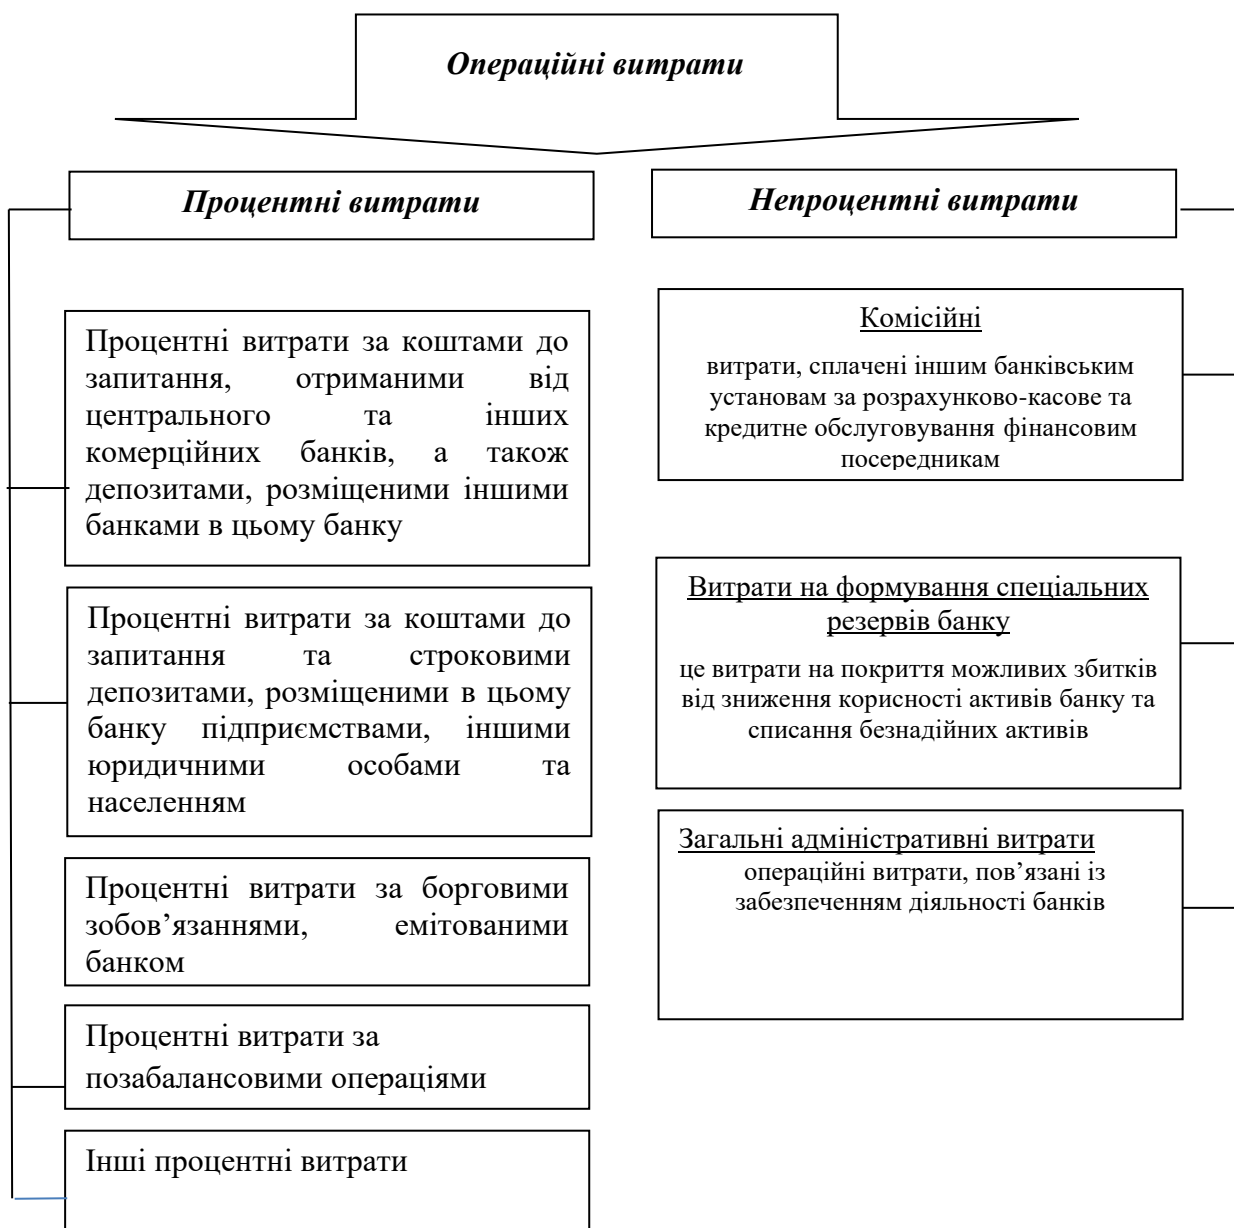 Операційні витрати
Процентні витрати
Непроцентні витрати
Процентні витрати за коштами до
запитання, отриманими від
центрального та інших
комерційних банків, а також
депозитами, розміщеними іншими
банками в цьому банку
Процентні витрати за коштами до
запитання та строковими
депозитами, розміщеними в цьому
банку підприємствами, іншими
юридичними особами та
населенням
Процентні витрати за борговими
зобов’язаннями, емітованими
банком
Процентні витрати за
позабалансовими операціями
Інші процентні витрати
Комісійні
витрати, сплачені іншим банківським
установам за розрахунково-касове та
кредитне обслуговування фінансовим
посередникам
Витрати на формування спеціальних
резервів банку
це витрати на покриття можливих збитків
від зниження корисності активів банку та
списання безнадійних активів
Загальні адміністративні витрати
операційні витрати, пов’язані із
забезпеченням діяльності банків